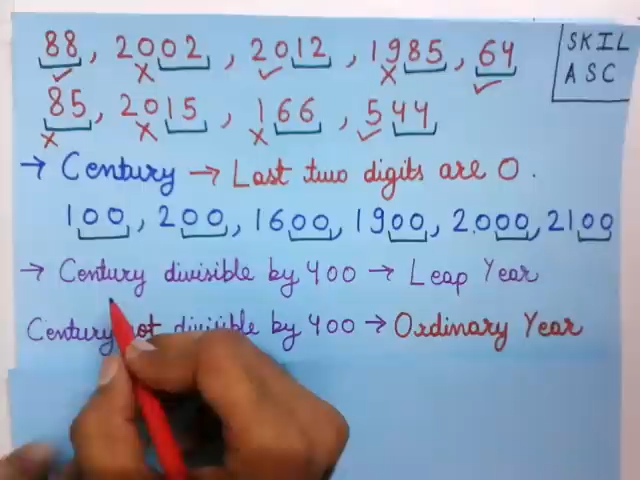 88, 2002, 2012, 1985, 64
85, 2015, 166, 544
SKIL
ASC
→ Century → Last two digits are 0.
100, 200, 1600, 1900, 2000, 2100
→ Century divisible by 400 → Leap Year
Century not divisible by 400 → Ordinary Year